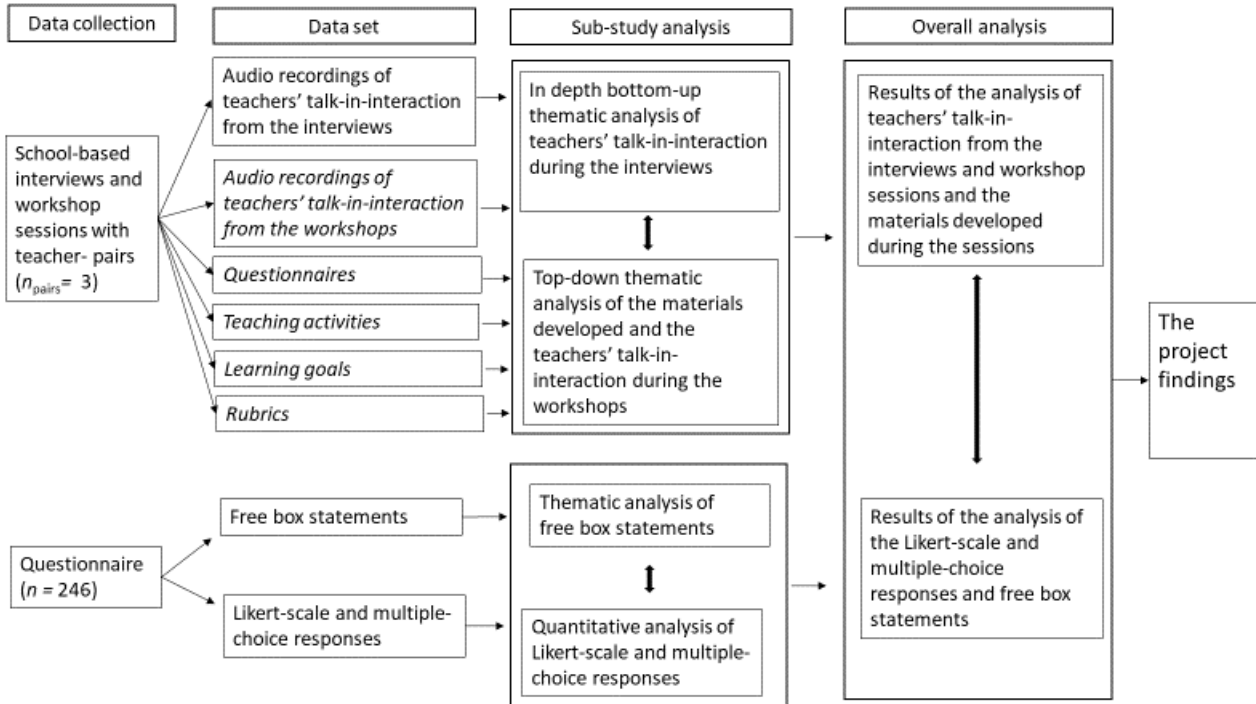 Data collection
Data set
Sub-study analysis
Overall analysis
School-based
interviews and
workshop
sessions with
teacher- pairs
(npairs= 3)
Audio recordings of
teachers' talk-in-interaction
from the interviews
Audio recordings of
teachers' talk-in-interaction
from the workshops
Questionnaires
Teaching activities
Learning goals
Rubrics
In depth bottom-up
thematic analysis of
teachers' talk-in-interaction
during the interviews
Top-down thematic
analysis of the materials
developed and the
teachers' talk-in-
interaction during the
workshops
Results of the analysis of
teachers' talk-in-
interaction from the
interviews and workshop
sessions and the
materials developed
during the sessions
The
project
findings
Questionnaire
(n = 246)
Free box statements
Likert-scale and multiple-
choice responses
Thematic analysis of
free box statements
Quantitative analysis of
Likert-scale and multiple-
choice responses
Results of the analysis of
the Likert-scale and
multiple-choice
responses and free box
statements